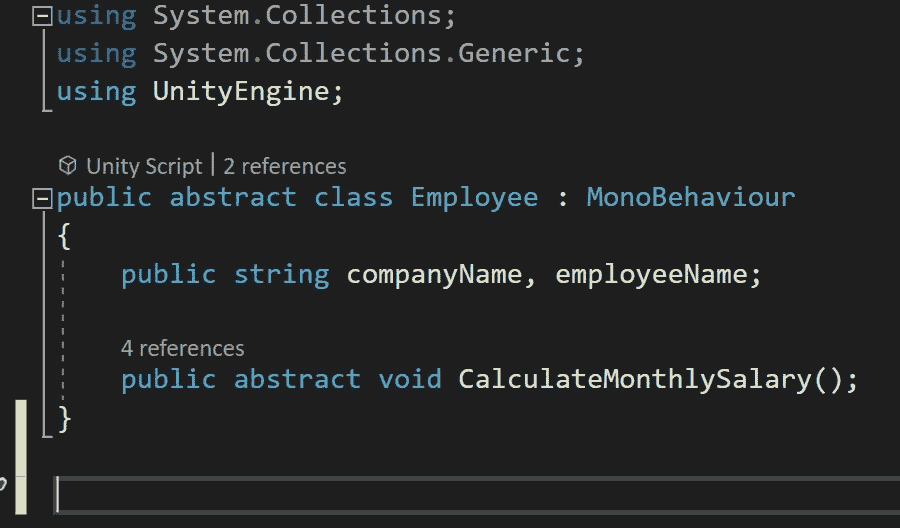 using System.Collections;
using System.Collections.Generic;
using UnityEngine;
Unity Script | 2 references
public abstract class Employee : MonoBehaviour
{
public string companyName, employeeName;
4 references
public abstract void CalculateMonthlySalary();
}